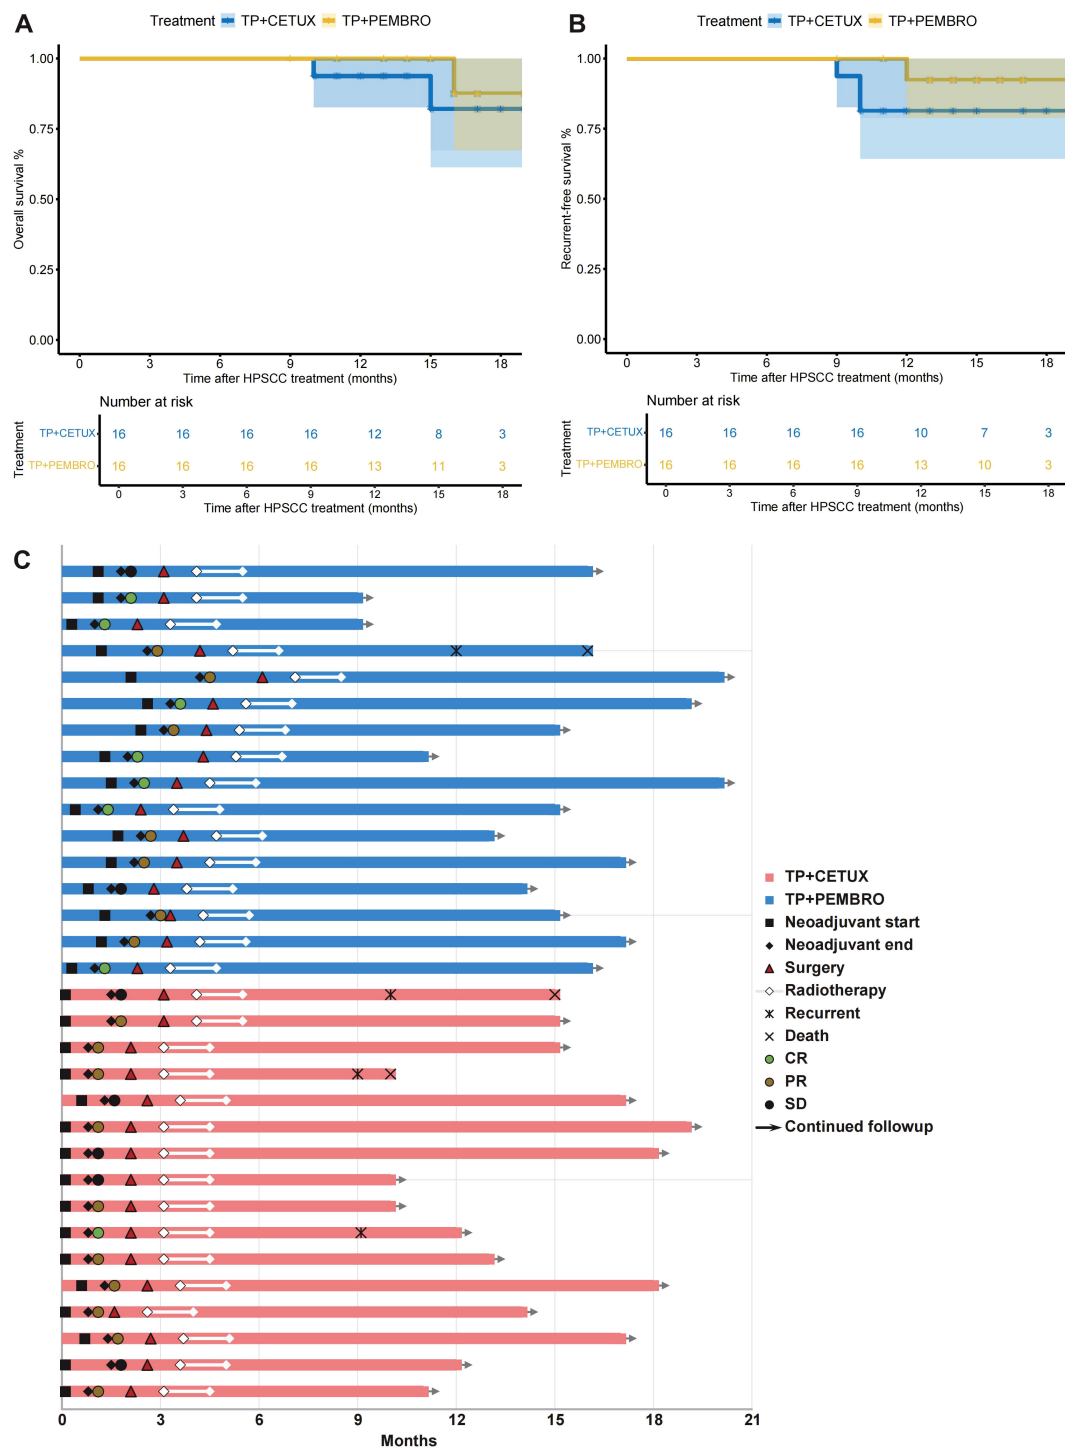 A
Treatment TP+CETUX TP+PEMBRO
1.00
0.75
0.50
0.25
0.00
Overall survival %
0 3 6 9 12 15 18
Time after HPSCC treatment (months)
Number at risk
Treatment
TP+CETUX 16 16 16 16 12 8 3
TP+PEMBRO 16 16 16 16 13 11 3
0 3 6 9 12 15 18
Time after HPSCC treatment (months)
B
Treatment TP+CETUX TP+PEMBRO
1.00
0.75
0.50
0.25
0.00
Recurrent-free survival %
0 3 6 9 12 15 18
Time after HPSCC treatment (months)
Number at risk
Treatment
TP+CETUX 16 16 16 16 10 7 3
TP+PEMBRO 16 16 16 16 13 10 3
0 3 6 9 12 15 18
Time after HPSCC treatment (months)
C
TP+CETUX
TP+PEMBRO
Neoadjuvant start
Neoadjuvant end
Surgery
Radiotherapy
Recurrent
Death
CR
PR
SD
Continued followup
0 3 6 9 12 15 18 21
Months